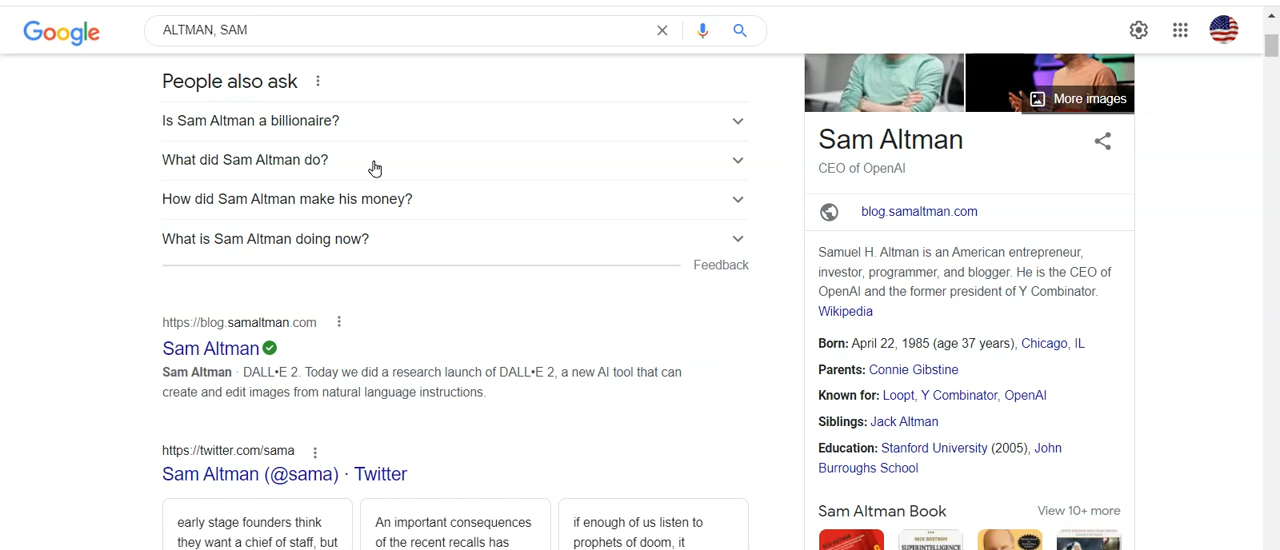 Google
ALTMAN, SAM
People also ask
Is Sam Altman a billionaire?
What did Sam Altman do?
How did Sam Altman make his money?
What is Sam Altman doing now?
Feedback
https://blog.samaltman.com
Sam Altman
Sam Altman · DALL•E 2. Today we did a research launch of DALL•E 2, a new AI tool that can
create and edit images from natural language instructions.
https://twitter.com/sama
Sam Altman (@sama) · Twitter
early stage founders think
they want a chief of staff, but
An important consequences
of the recent recalls has
if enough of us listen to
prophets of doom, it
More images
Sam Altman
CEO of OpenAI
blog.samaltman.com
Samuel H. Altman is an American entrepreneur,
investor, programmer, and blogger. He is the CEO of
OpenAI and the former president of Y Combinator.
Wikipedia
Born: April 22, 1985 (age 37 years), Chicago, IL
Parents: Connie Gibstine
Known for: Loopt, Y Combinator, OpenAI
Siblings: Jack Altman
Education: Stanford University (2005), John
Burroughs School
Sam Altman Book
View 10+ more
SUPERINTELLIGENCE